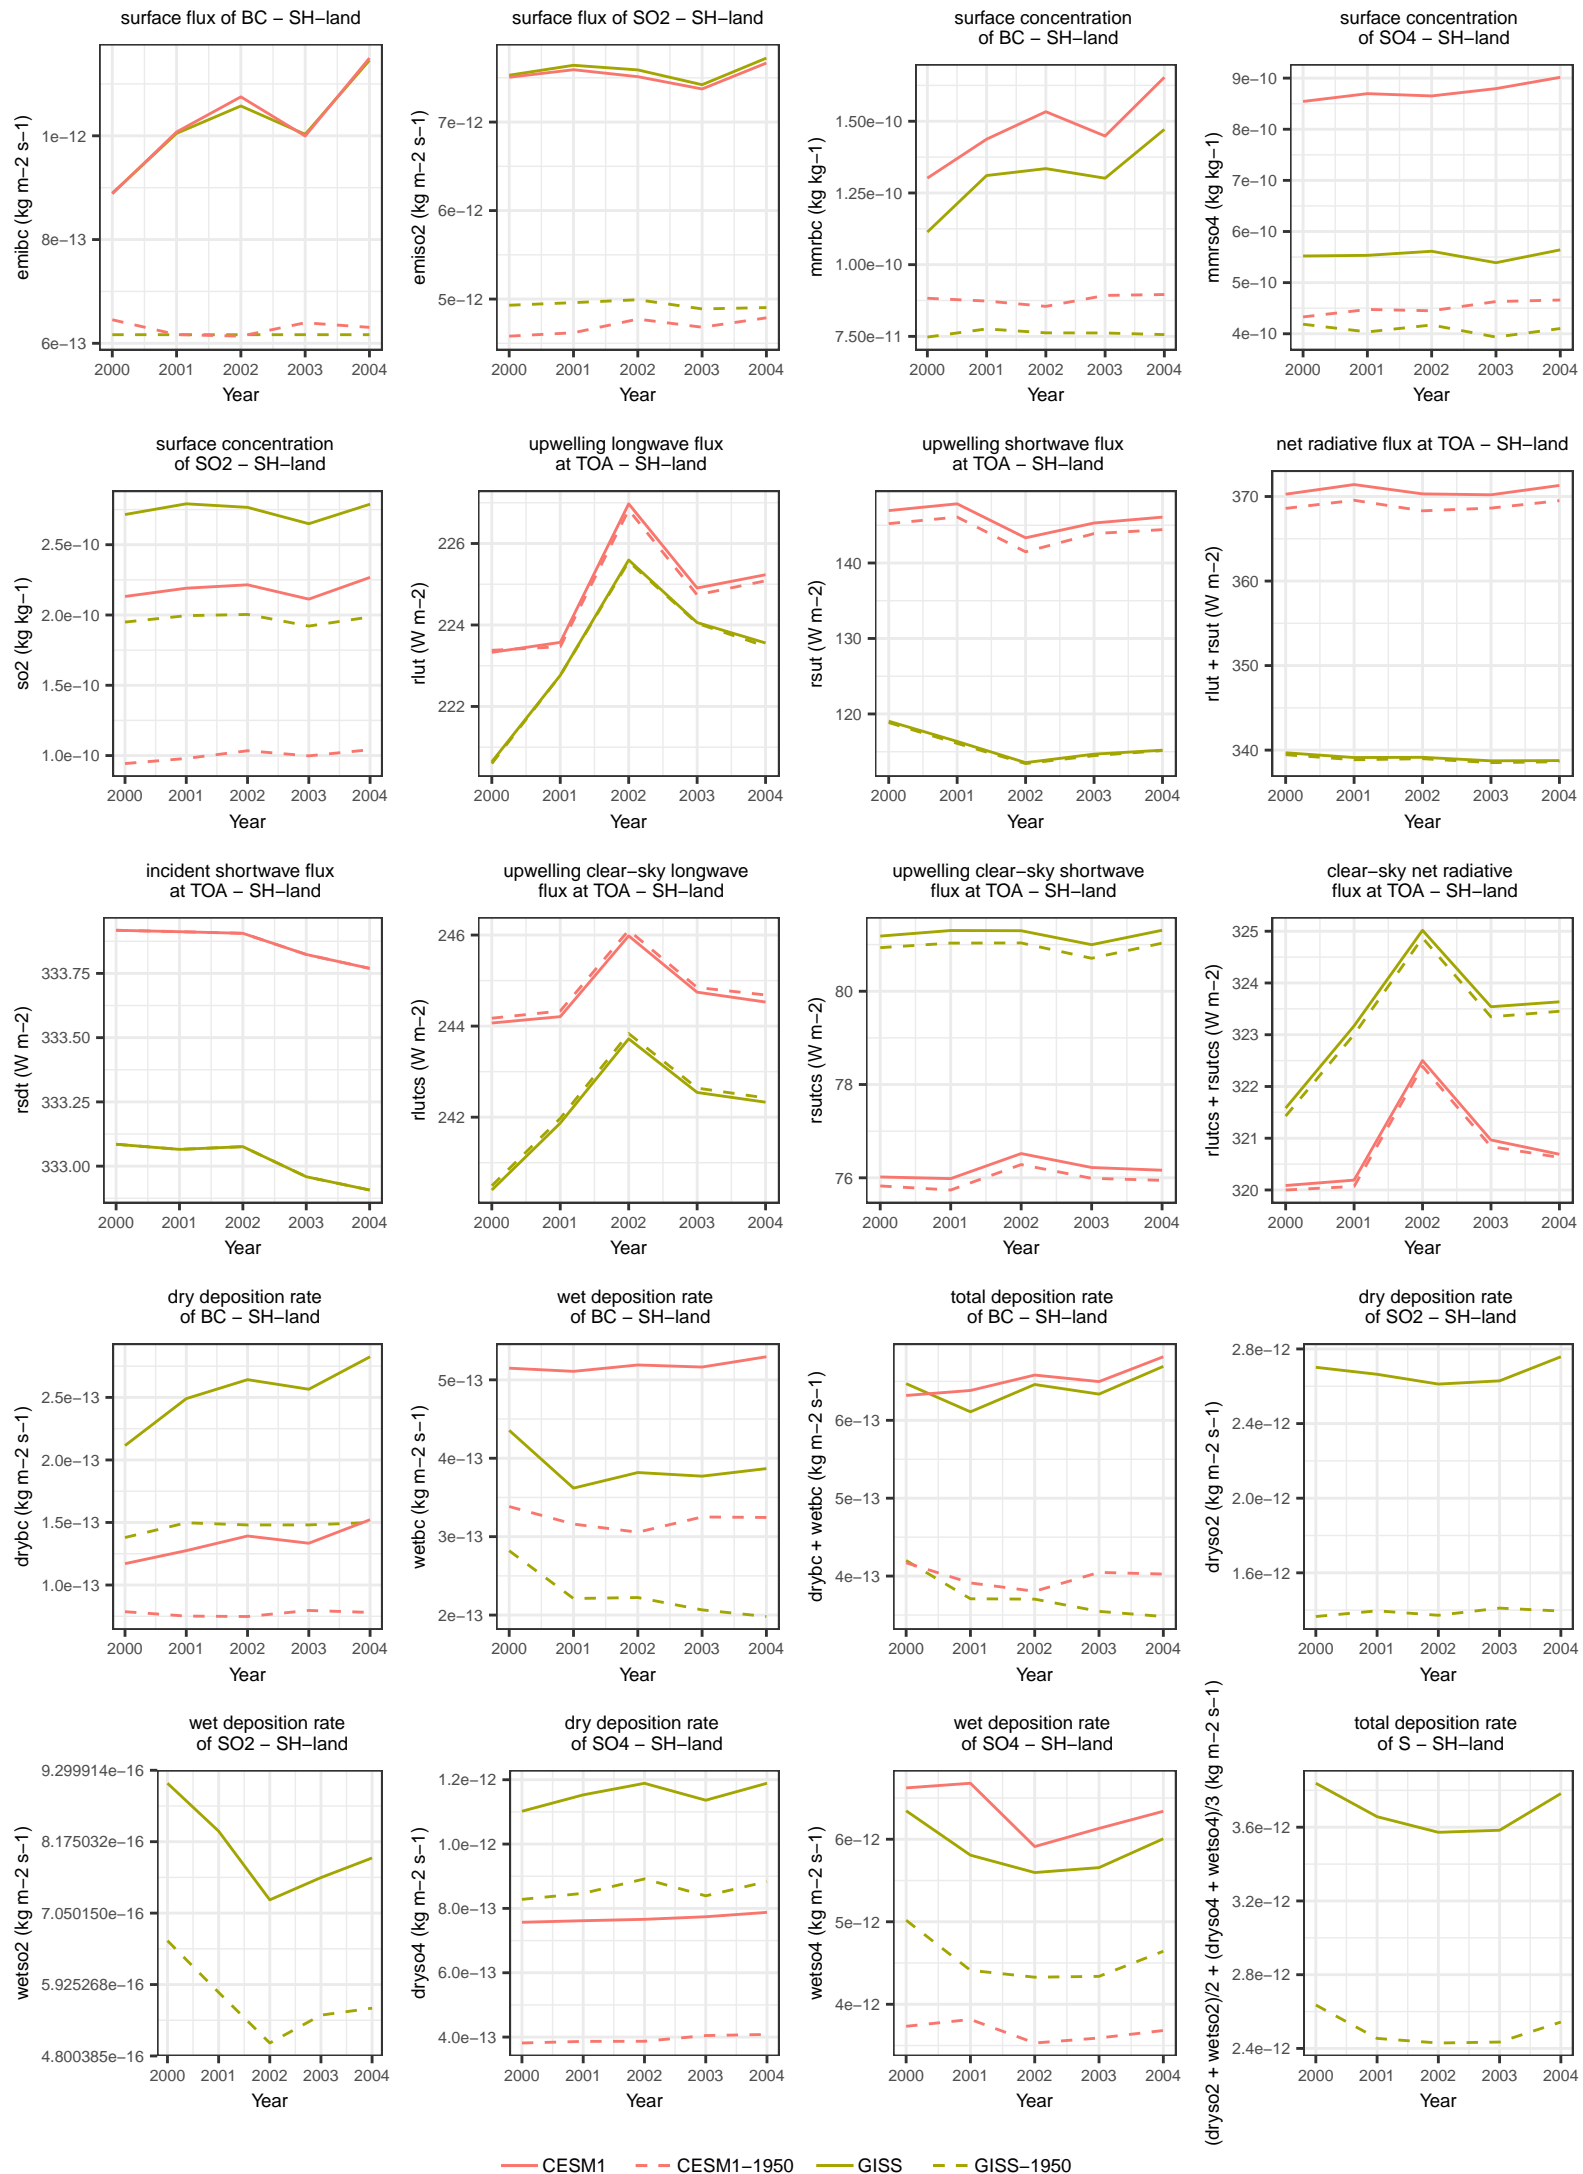 surface flux of BC − SH−land
emibc (kg m−2 s−1)
1e−12
8e−13
6e−13
2000 2001 2002 2003 2004
Year
surface flux of SO2 − SH−land
emiso2 (kg m−2 s−1)
7e−12
6e−12
5e−12
2000 2001 2002 2003 2004
Year
surface concentration
of BC − SH−land
mmrbc (kg kg−1)
1.50e−10
1.25e−10
1.00e−10
7.50e−11
2000 2001 2002 2003 2004
Year
surface concentration
of SO4 − SH−land
mmrso4 (kg kg−1)
9e−10
8e−10
7e−10
6e−10
5e−10
4e−10
2000 2001 2002 2003 2004
Year
surface concentration
of SO2 − SH−land
so2 (kg kg−1)
2.5e−10
2.0e−10
1.5e−10
1.0e−10
2000 2001 2002 2003 2004
Year
upwelling longwave flux
at TOA − SH−land
rlut (W m−2)
226
224
222
2000 2001 2002 2003 2004
Year
upwelling shortwave flux
at TOA − SH−land
rsut (W m−2)
140
130
120
2000 2001 2002 2003 2004
Year
net radiative flux at TOA − SH−land
rlut + rsut (W m−2)
370
360
350
340
2000 2001 2002 2003 2004
Year
incident shortwave flux
at TOA − SH−land
rsdt (W m−2)
333.75
333.50
333.25
333.00
2000 2001 2002 2003 2004
Year
upwelling clear−sky longwave
flux at TOA − SH−land
rlutcs (W m−2)
246
244
242
2000 2001 2002 2003 2004
Year
upwelling clear−sky shortwave
flux at TOA − SH−land
rsutcs (W m−2)
80
78
76
2000 2001 2002 2003 2004
Year
clear−sky net radiative
flux at TOA − SH−land
rlutcs + rsutcs (W m−2)
325
324
323
322
321
320
2000 2001 2002 2003 2004
Year
dry deposition rate
of BC − SH−land
drybc (kg m−2 s−1)
2.5e−13
2.0e−13
1.5e−13
1.0e−13
2000 2001 2002 2003 2004
Year
wet deposition rate
of BC − SH−land
wetbc (kg m−2 s−1)
5e−13
4e−13
3e−13
2e−13
2000 2001 2002 2003 2004
Year
total deposition rate
of BC − SH−land
drybc + wetbc (kg m−2 s−1)
6e−13
5e−13
4e−13
2000 2001 2002 2003 2004
Year
dry deposition rate
of SO2 − SH−land
dryso2 (kg m−2 s−1)
2.8e−12
2.4e−12
2.0e−12
1.6e−12
2000 2001 2002 2003 2004
Year
wet deposition rate
of SO2 − SH−land
wetso2 (kg m−2 s−1)
9.299914e−16
8.175032e−16
7.050150e−16
5.925268e−16
4.800385e−16
2000 2001 2002 2003 2004
Year
dry deposition rate
of SO4 − SH−land
dryso4 (kg m−2 s−1)
1.2e−12
1.0e−12
8.0e−13
6.0e−13
4.0e−13
2000 2001 2002 2003 2004
Year
wet deposition rate
of SO4 − SH−land
wetso4 (kg m−2 s−1)
6e−12
5e−12
4e−12
2000 2001 2002 2003 2004
Year
total deposition rate
of S − SH−land
(dryso2 + wetso2)/2 + (dryso4 + wetso4)/3 (kg m−2 s−1)
3.6e−12
3.2e−12
2.8e−12
2.4e−12
2000 2001 2002 2003 2004
Year
CESM1 CESM1−1950 GISS GISS−1950